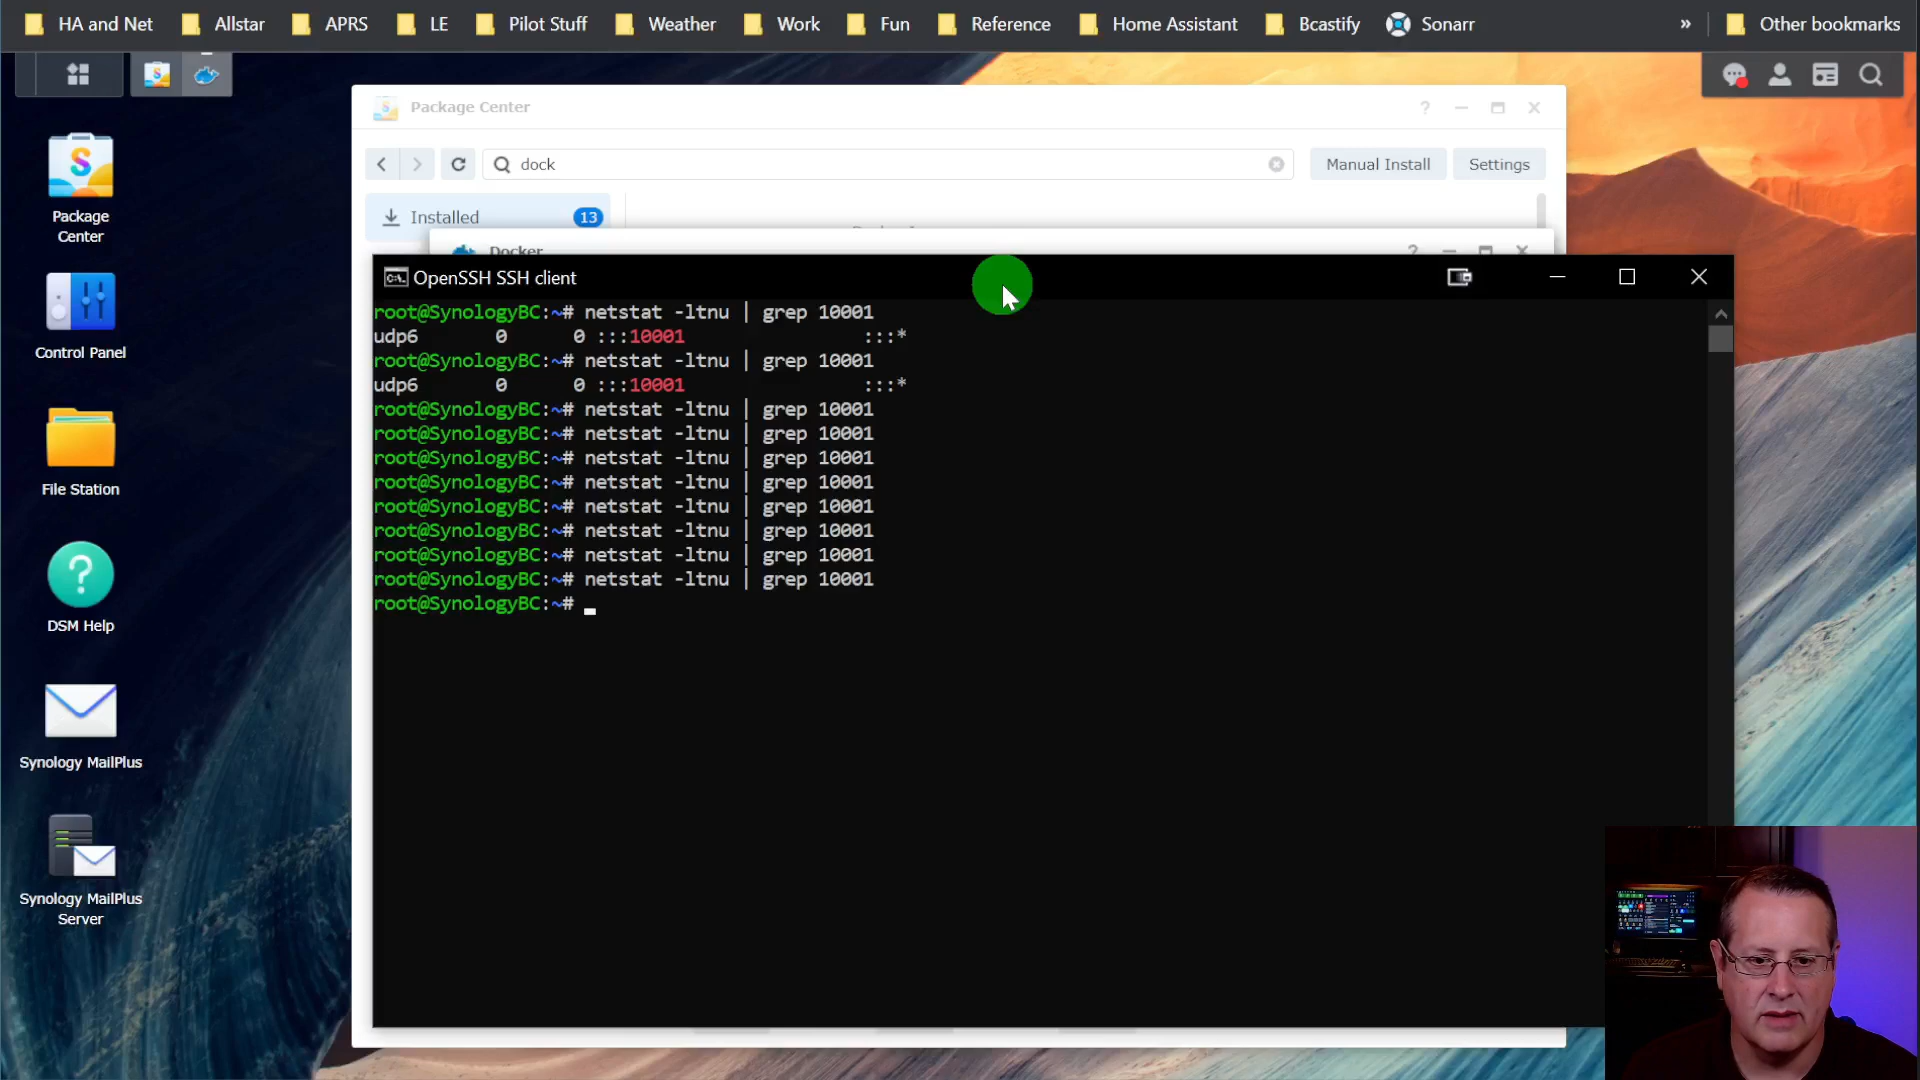 HA and Net Allstar APRS LE Pilot Stuff Weather Work Fun Reference Home Assistant Bcastify Sonarr » Other bookmarks
Package Center
dock Manual Install Settings
Installed 13
Docker
Package
Center
Control Panel
File Station
DSM Help
Synology MailPlus
Synology MailPlus
Server
OpenSSH SSH client
root@SynologyBC:~# netstat -ltnu | grep 10001
udp6 0 0 :::10001 :::*
root@SynologyBC:~# netstat -ltnu | grep 10001
udp6 0 0 :::10001 :::*
root@SynologyBC:~# netstat -ltnu | grep 10001
root@SynologyBC:~# netstat -ltnu | grep 10001
root@SynologyBC:~# netstat -ltnu | grep 10001
root@SynologyBC:~# netstat -ltnu | grep 10001
root@SynologyBC:~# netstat -ltnu | grep 10001
root@SynologyBC:~# netstat -ltnu | grep 10001
root@SynologyBC:~# netstat -ltnu | grep 10001
root@SynologyBC:~# netstat -ltnu | grep 10001
root@SynologyBC:~#